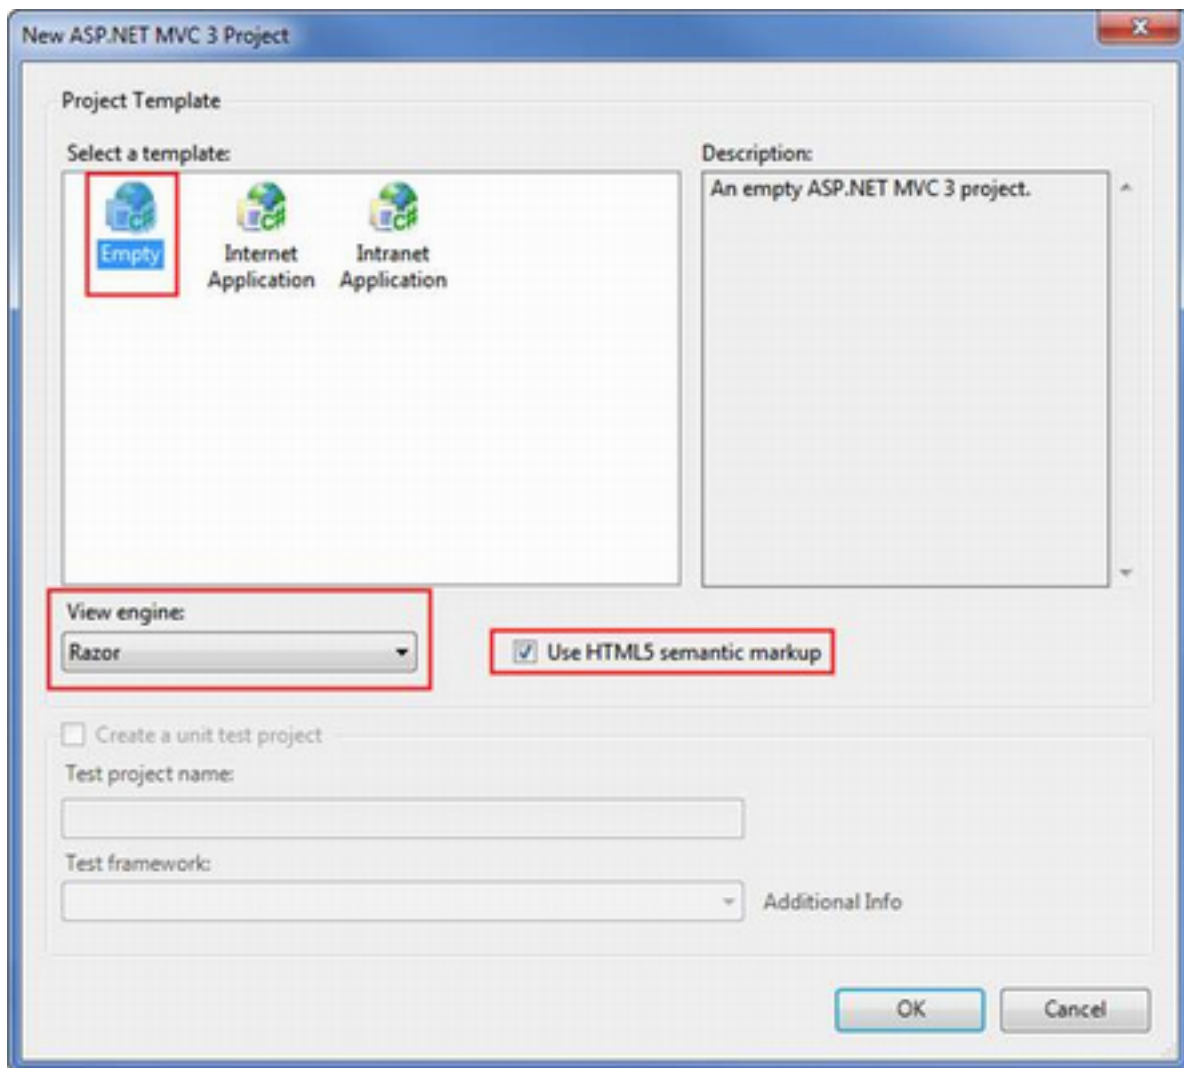 New ASP.NET MVC 3 Project
Project Template
Select a template:
Description:
C#
C#
C#
Empty
Internet
Application
Intranet
Application
An empty ASP.NET MVC 3 project.
View engine:
Razor
Use HTML5 semantic markup
Create a unit test project
Test project name:
Test framework:
Additional Info
OK
Cancel